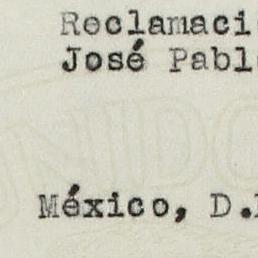 Reclamaci
José Pabl
México, D.